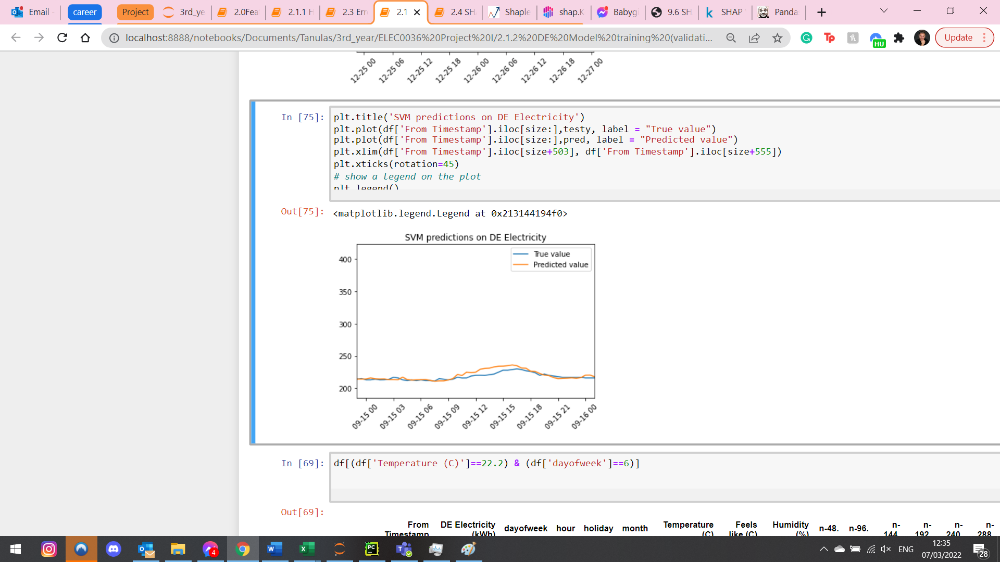 Email
career
Project
3rd_ye
2.0Fea
2.1.1 H
2.3 Err
2.1
2.4 SH
Shaple
shap.K
Babygi
9.6 SH
SHAP
Panda
localhost:8888/notebooks/Documents/Tanulas/3rd_year/ELEC0036%20Project%20I/2.1.2%20DE%20Model%20training%20(validati...
HU
Update
12-25 00
12-25 06
12-25 12
12-25 18
12-26 00
12-26 06
12-26 12
12-26 18
12-27 00
In [75]:
plt.title('SVM predictions on DE Electricity')
plt.plot(df['From Timestamp'].iloc[size:],testy, label = "True value")
plt.plot(df['From Timestamp'].iloc[size:],pred, label = "Predicted value")
plt.xlim(df['From Timestamp'].iloc[size+503], df['From Timestamp'].iloc[size+555])
plt.xticks(rotation=45)
# show a legend on the plot
plt.legend()
Out[75]: <matplotlib.legend.Legend at 0x213144194f0>
SVM predictions on DE Electricity
True value
Predicted value
400
350
300
250
200
09-15 00
09-15 03
09-15 06
09-15 09
09-15 12
09-15 15
09-15 18
09-15 21
09-16 00
In [69]: df[(df['Temperature (C)']==22.2) & (df['dayofweek']==6)]
Out[69]:
From Timestamp
DE Electricity (kWh)
dayofweek
hour
holiday
month
Temperature (C)
Feels like (C)
Humidity (%)
n-48.
n-96.
n-144.
n-192.
n-240.
n-288.
4
ENG
12:35
07/03/2022
28